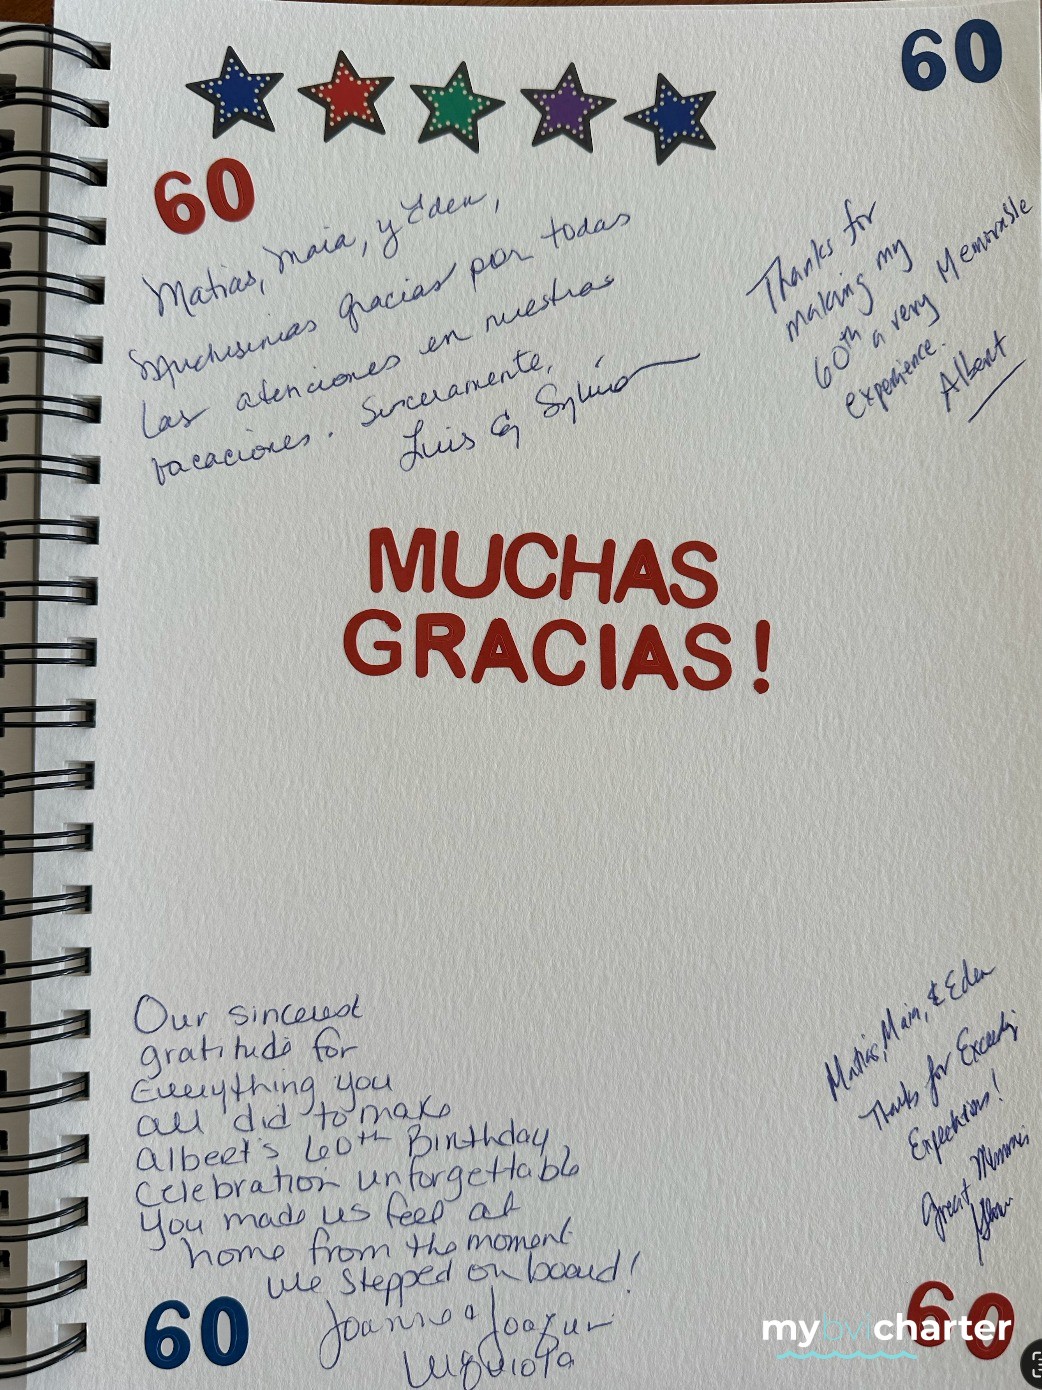 60
60
Matias, Maia, y Eden,
Muchisimas gracias por todas
las atenciones en nuestras
vacaciones. Sinceramente,
Luis & Sylvia
Thanks for
making my
60th a very Memorable
experience.
Albert
MUCHAS
GRACIAS!
Our sincerest
gratitude for
Everything you
all did to make
Albert's 60th Birthday
Celebration unforgettable
You made us feel at
home from the moment
we stepped on board!
Joanne & Joaquin
Matias, Maia, & Eden
Thanks for Exceeding
Expectations!
Great Memories
60
60
mybvicharter